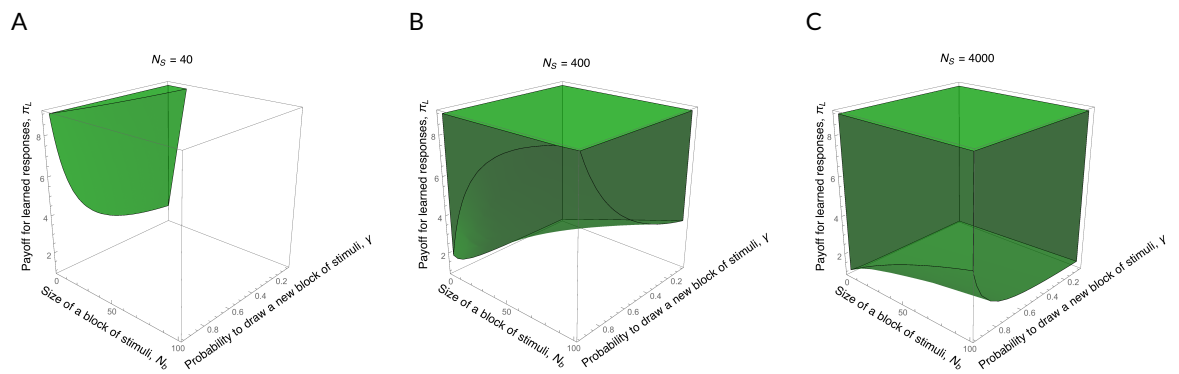 A
B
C
N_S = 40
N_S = 400
N_S = 4000
Payoff for learned responses, π_L
8
6
4
2
0
50
100
Size of a block of stimuli, N_b
0.8
0.6
0.4
0.2
Probability to draw a new block of stimuli, γ
Payoff for learned responses, π_L
8
6
4
2
0
50
100
Size of a block of stimuli, N_b
0.8
0.6
0.4
0.2
Probability to draw a new block of stimuli, γ
Payoff for learned responses, π_L
8
6
4
2
0
50
100
Size of a block of stimuli, N_b
0.8
0.6
0.4
0.2
Probability to draw a new block of stimuli, γ